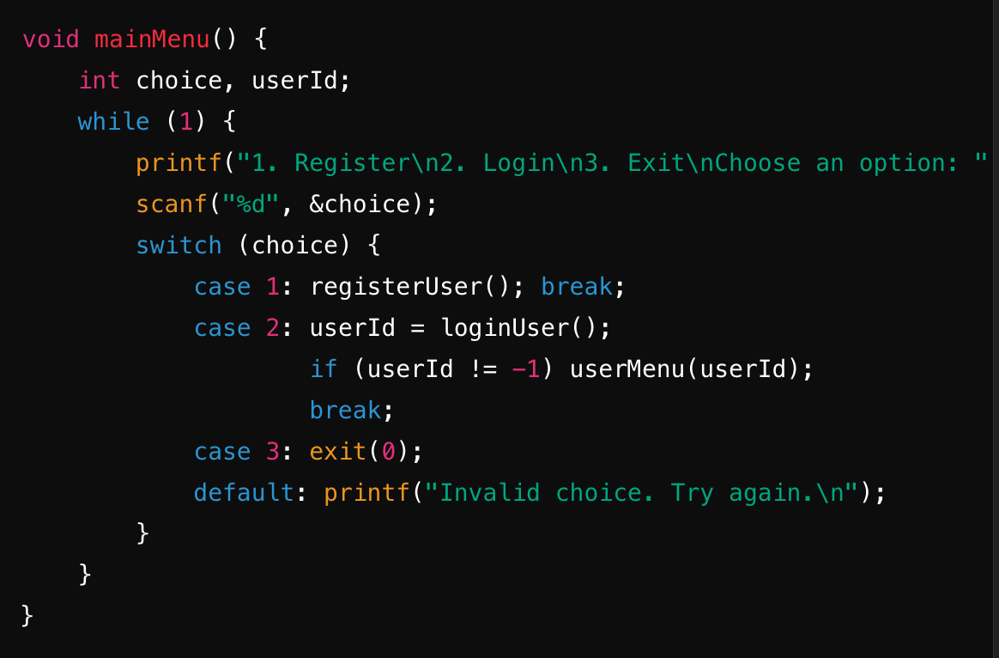 void mainMenu() {
    int choice, userId;
    while (1) {
        printf("1. Register\n2. Login\n3. Exit\nChoose an option: "
        scanf("%d", &choice);
        switch (choice) {
            case 1: registerUser(); break;
            case 2: userId = loginUser();
                    if (userId != -1) userMenu(userId);
                    break;
            case 3: exit(0);
            default: printf("Invalid choice. Try again.\n");
        }
    }
}